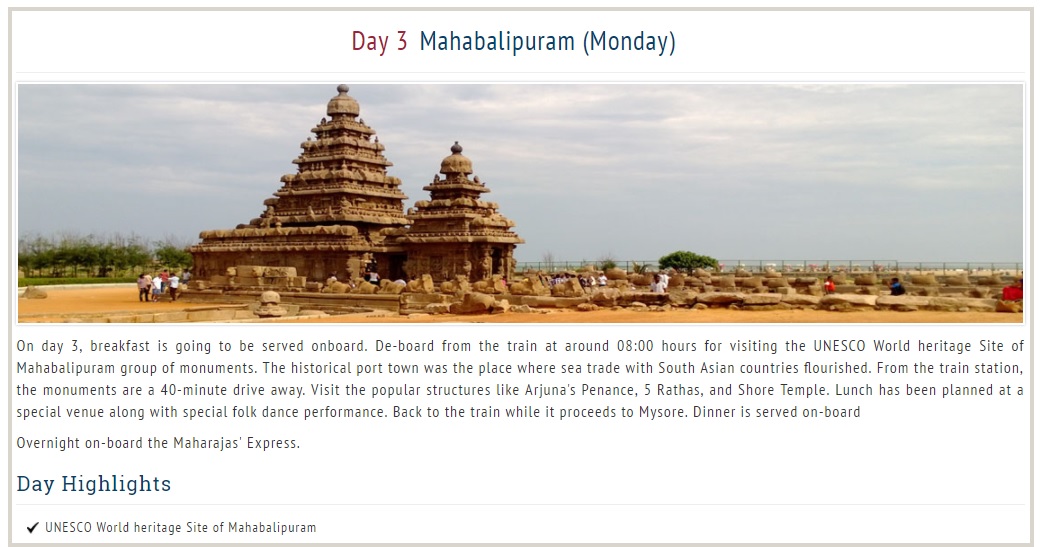 Day 3 Mahabalipuram (Monday)
On day 3, breakfast is going to be served onboard. De-board from the train at around 08:00 hours for visiting the UNESCO World heritage Site of
Mahabalipuram group of monuments. The historical port town was the place where sea trade with South Asian countries flourished. From the train station,
the monuments are a 40-minute drive away. Visit the popular structures like Arjuna's Penance, 5 Rathas, and Shore Temple. Lunch has been planned at a
special venue along with special folk dance performance. Back to the train while it proceeds to Mysore. Dinner is served on-board
Overnight on-board the Maharajas' Express.
Day Highlights
✔ UNESCO World heritage Site of Mahabalipuram